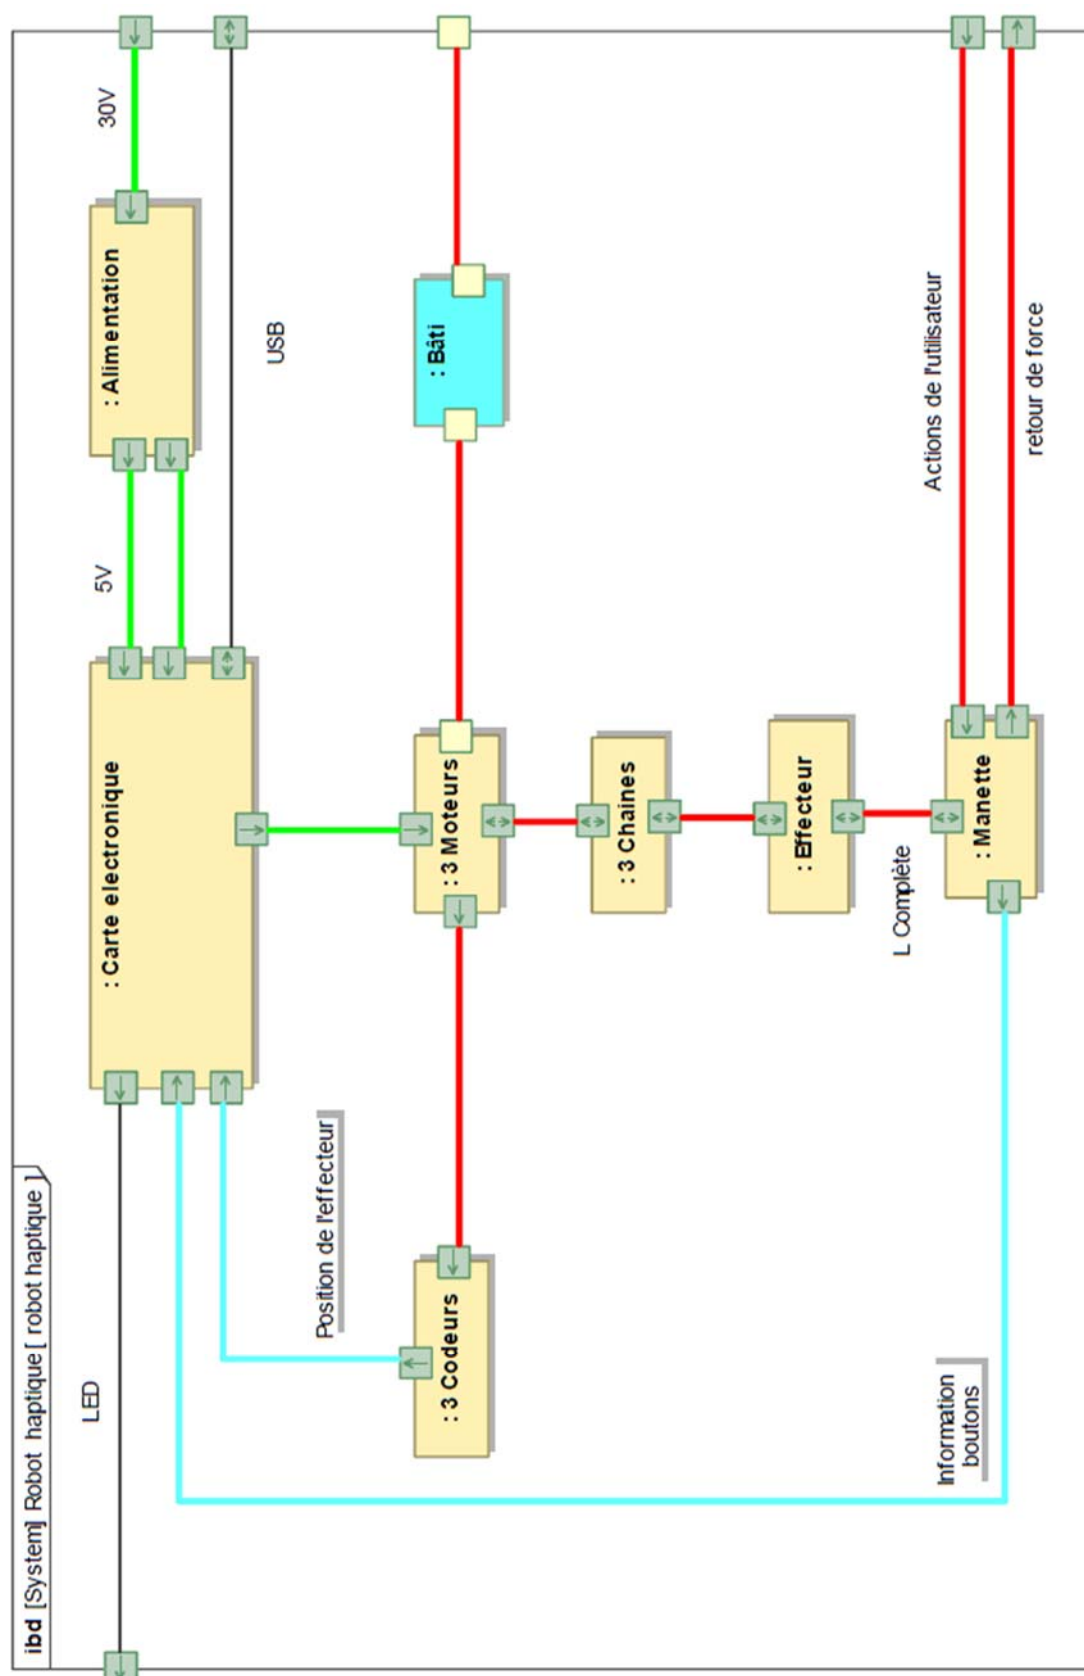 ibd [System] Robot haptique [ robot haptique ]
LED
: Carte electronique
5V
: Alimentation
30V
USB
Position de l'effecteur
: 3 Codeurs
: 3 Moteurs
: Bâti
: 3 Chaines
: Effecteur
L Complète
: Manette
Information
boutons
Actions de l'utilisateur
retour de force